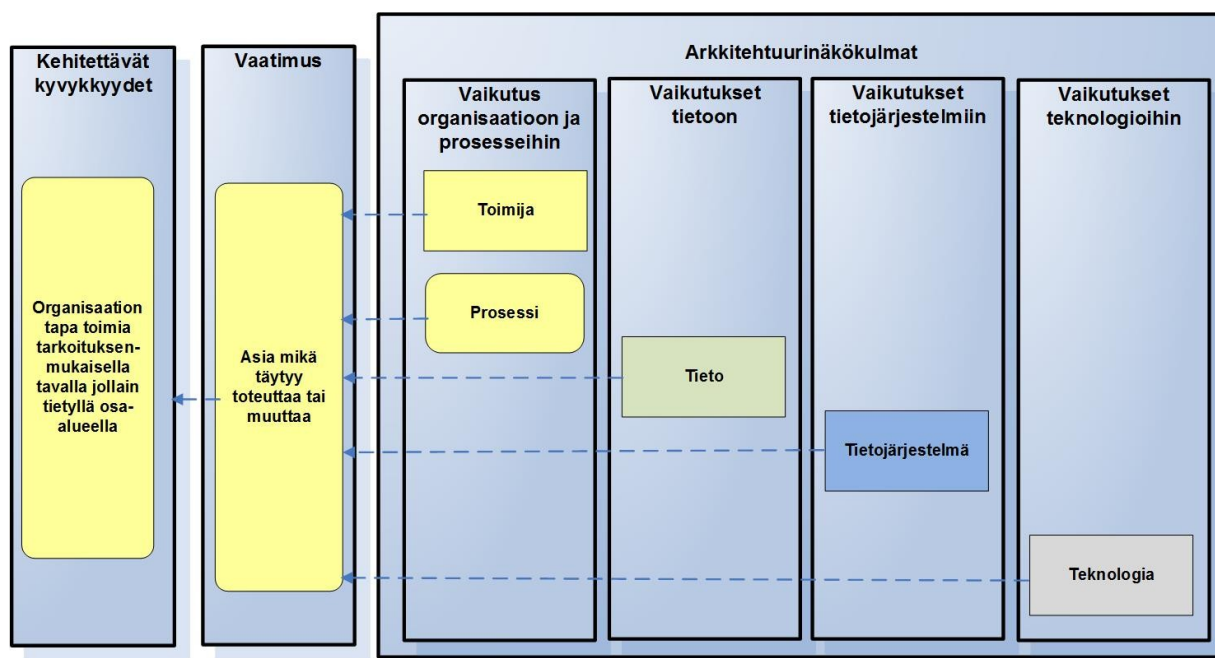 Kehitettävät
kyvykkyydet
Organisaation
tapa toimia
tarkoituksen-
mukaisella
tavalla jollain
tietyllä osa-
alueella
Vaatimus
Asia mikä
täytyy
toteuttaa tai
muuttaa
Arkkitehtuurinäkökulmat
Vaikutus
organisaatioon ja
prosesseihin
Toimija
Prosessi
Vaikutukset
tietoon
Tieto
Vaikutukset
tietojärjestelmiin
Tietojärjestelmä
Vaikutukset
teknologioihin
Teknologia